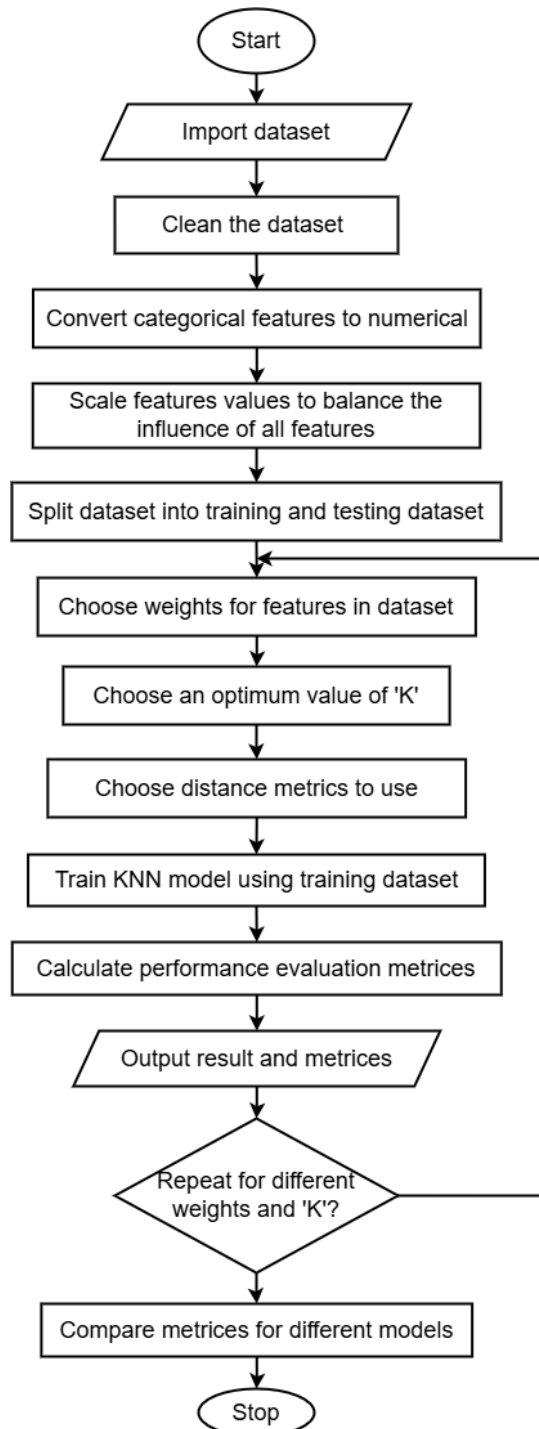 Start
Import dataset
Clean the dataset
Convert categorical features to numerical
Scale features values to balance the
influence of all features
Split dataset into training and testing dataset
Choose weights for features in dataset
Choose an optimum value of 'K'
Choose distance metrics to use
Train KNN model using training dataset
Calculate performance evaluation metrices
Output result and metrices
Repeat for different
weights and 'K'?
Compare metrices for different models
Stop